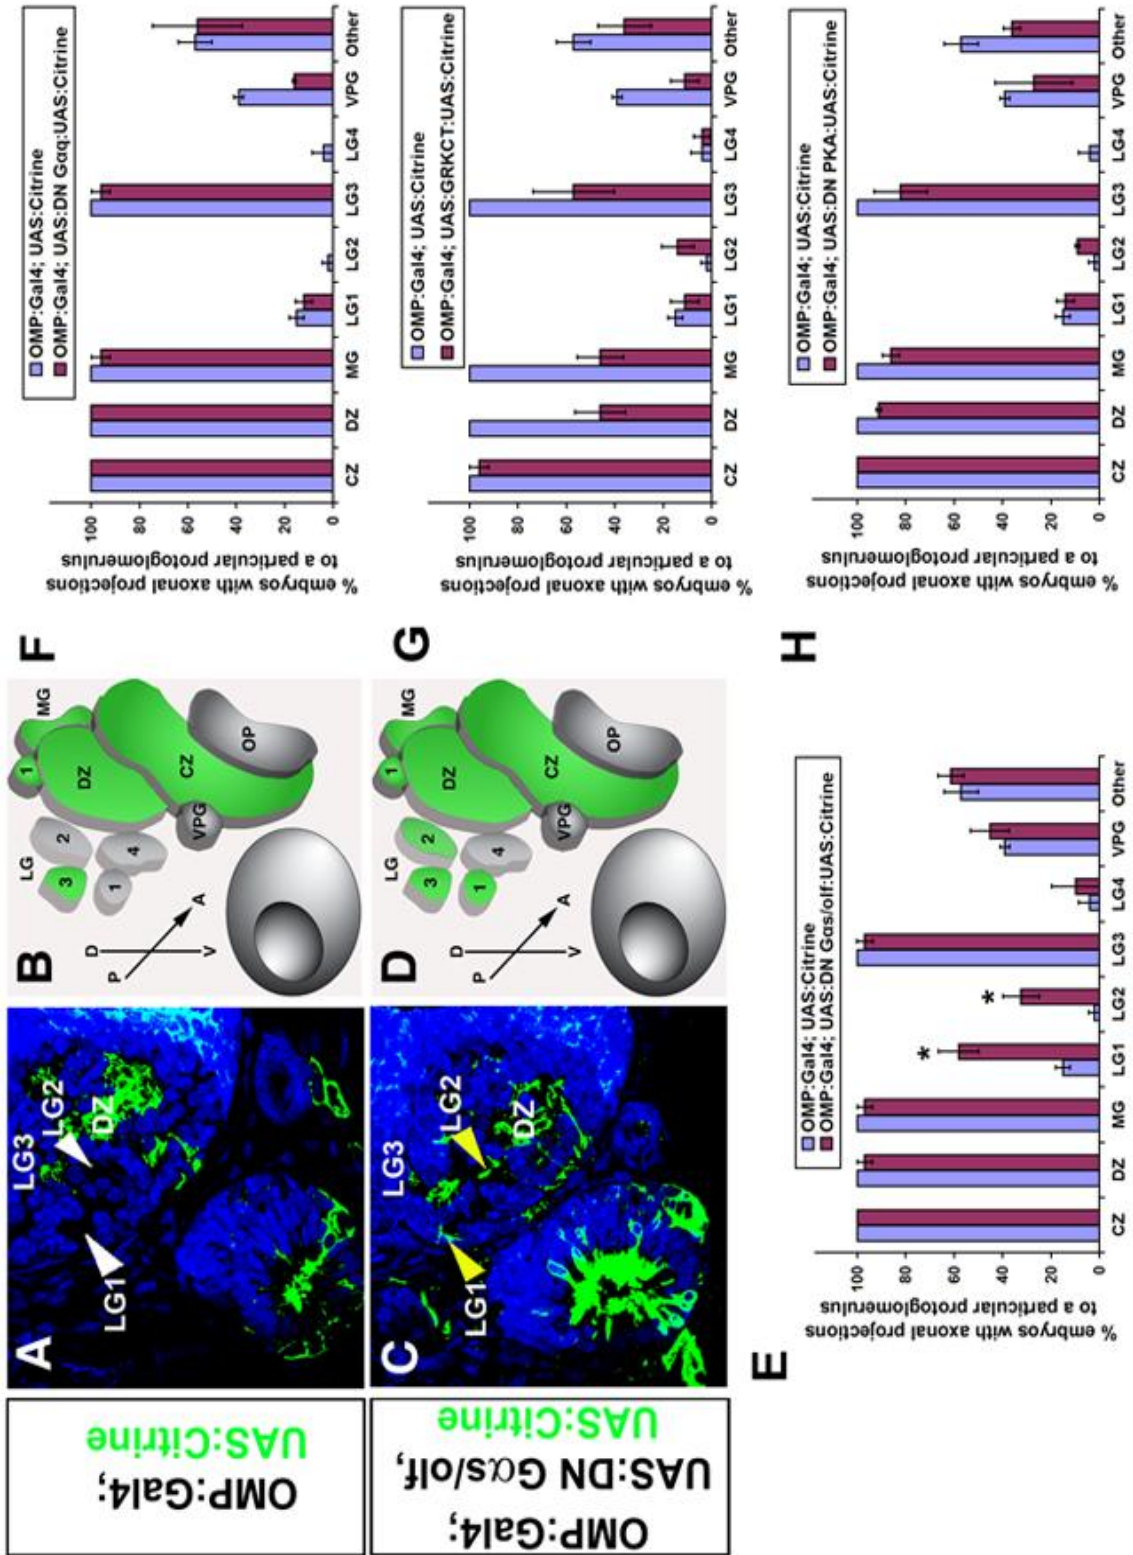 OMP:Gal4;
UAS:Citrine
A
LG3
LG2
DZ
LG1
B
D
P
A
V
LG
3
2
1
4
1
MG
DZ
CZ
VPG
OP
OMP:Gal4;
UAS:DN Gαs/olf,
UAS:Citrine
C
LG3
LG2
DZ
LG1
D
D
P
A
V
LG
3
2
1
4
1
MG
DZ
CZ
VPG
OP
E
% embryos with axonal projections
to a particular protoglomerulus
100
80
60
40
20
0
OMP:Gal4; UAS:Citrine
OMP:Gal4; UAS:DN Gαs/olf:UAS:Citrine
* *
CZ DZ MG LG1 LG2 LG3 LG4 VPG Other
F
% embryos with axonal projections
to a particular protoglomerulus
100
80
60
40
20
0
OMP:Gal4; UAS:Citrine
OMP:Gal4; UAS:DN Gαq:UAS:Citrine
CZ DZ MG LG1 LG2 LG3 LG4 VPG Other
G
% embryos with axonal projections
to a particular protoglomerulus
100
80
60
40
20
0
OMP:Gal4; UAS:Citrine
OMP:Gal4; UAS:GRKCT:UAS:Citrine
CZ DZ MG LG1 LG2 LG3 LG4 VPG Other
H
% embryos with axonal projections
to a particular protoglomerulus
100
80
60
40
20
0
OMP:Gal4; UAS:Citrine
OMP:Gal4; UAS:DN PKA:UAS:Citrine
CZ DZ MG LG1 LG2 LG3 LG4 VPG Other